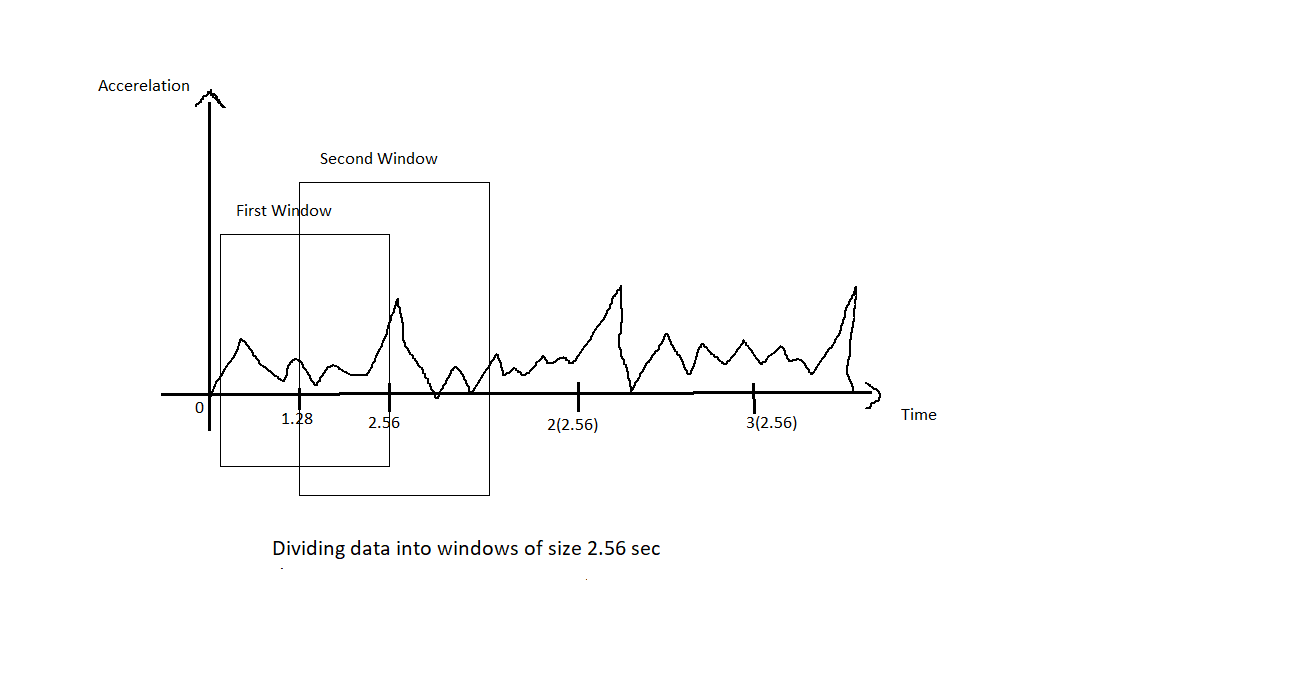 Accerelation
Second Window
First Window
0
1.28
2.56
2(2.56)
3(2.56)
Time
Dividing data into windows of size 2.56 sec